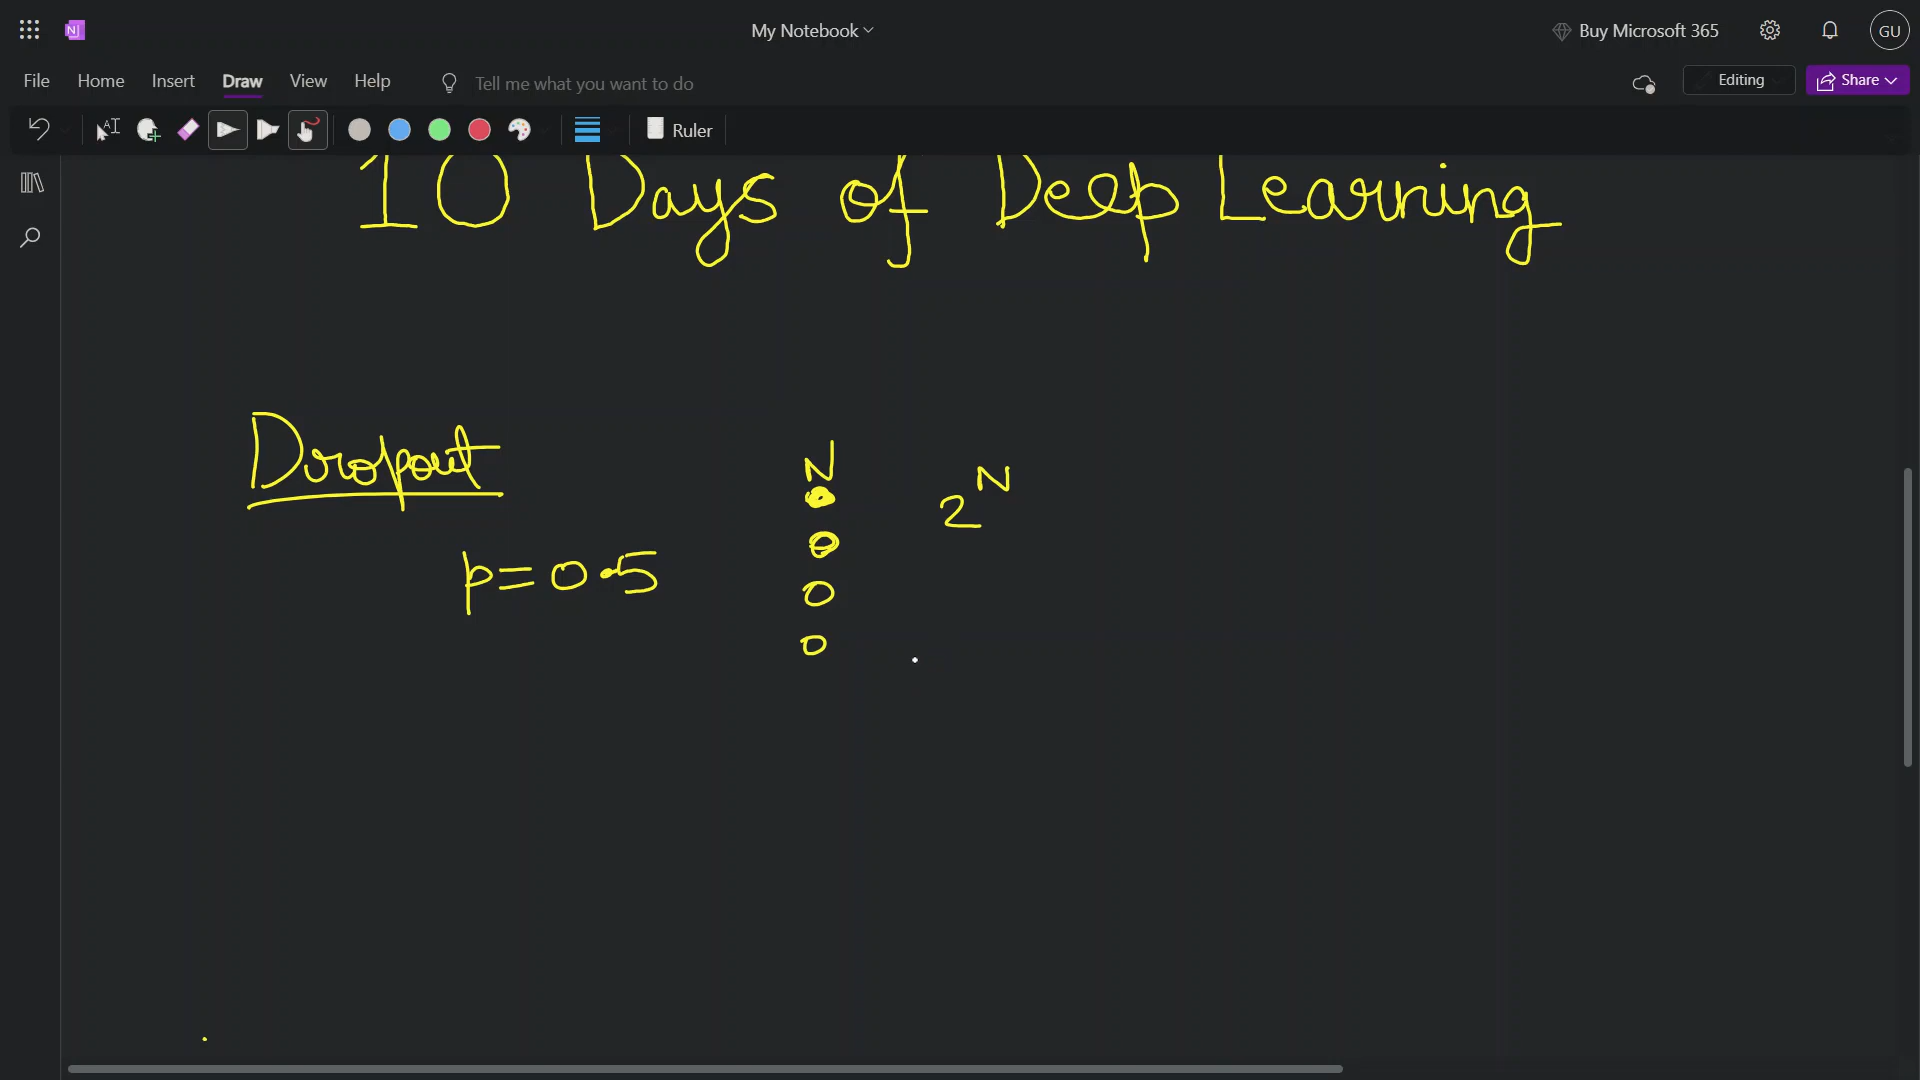 My Notebook
Buy Microsoft 365
GU
File Home Insert Draw View Help Tell me what you want to do
Editing Share
Ruler
10 Days of Deep Learning
Dropout
N
2^N
p=0.5